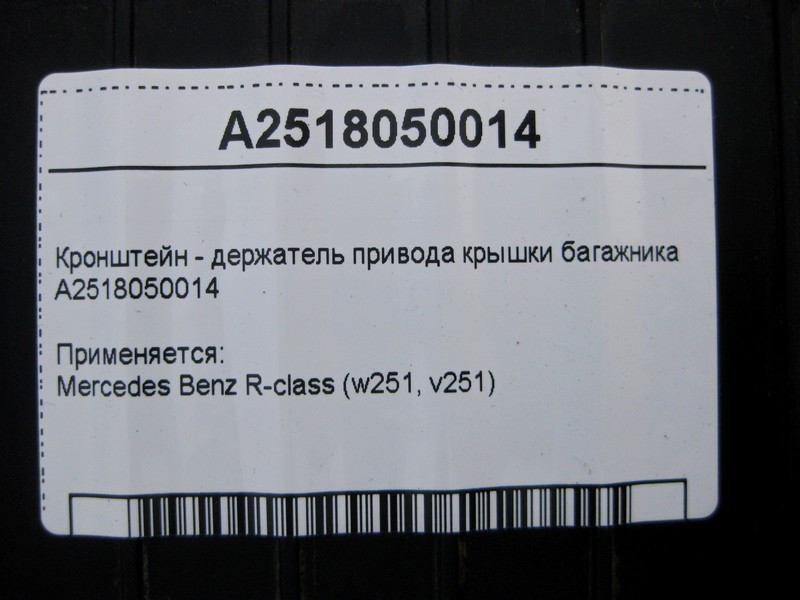 A2518050014
Кронштейн - держатель привода крышки багажника
A2518050014
Применяется:
Mercedes Benz R-class (w251, v251)